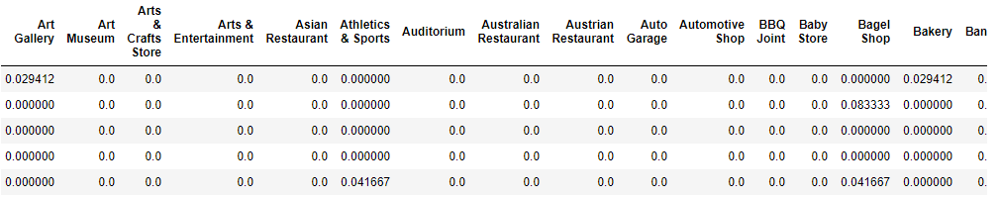 Art Gallery Art Museum Arts & Crafts Store Arts & Entertainment Asian Restaurant Athletics & Sports Auditorium Australian Restaurant Austrian Restaurant Auto Garage Automotive Shop BBQ Joint Baby Store Bagel Shop Bakery Ban
0.029412 0.0 0.0 0.0 0.0 0.000000 0.0 0.0 0.0 0.0 0.0 0.0 0.0 0.000000 0.029412 0.
0.000000 0.0 0.0 0.0 0.0 0.000000 0.0 0.0 0.0 0.0 0.0 0.0 0.0 0.083333 0.000000 0.
0.000000 0.0 0.0 0.0 0.0 0.000000 0.0 0.0 0.0 0.0 0.0 0.0 0.0 0.000000 0.000000 0.
0.000000 0.0 0.0 0.0 0.0 0.000000 0.0 0.0 0.0 0.0 0.0 0.0 0.0 0.000000 0.000000 0.
0.000000 0.0 0.0 0.0 0.0 0.041667 0.0 0.0 0.0 0.0 0.0 0.0 0.0 0.041667 0.000000 0.